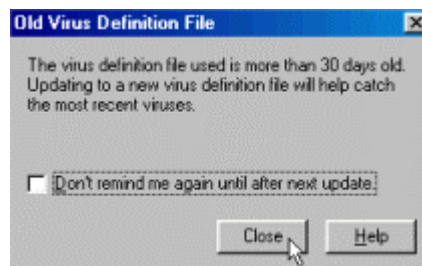 Old Virus Definition File
The virus definition file used is more than 30 days old.
Updating to a new virus definition file will help catch
the most recent viruses.
Don't remind me again until after next update.
Close
Help